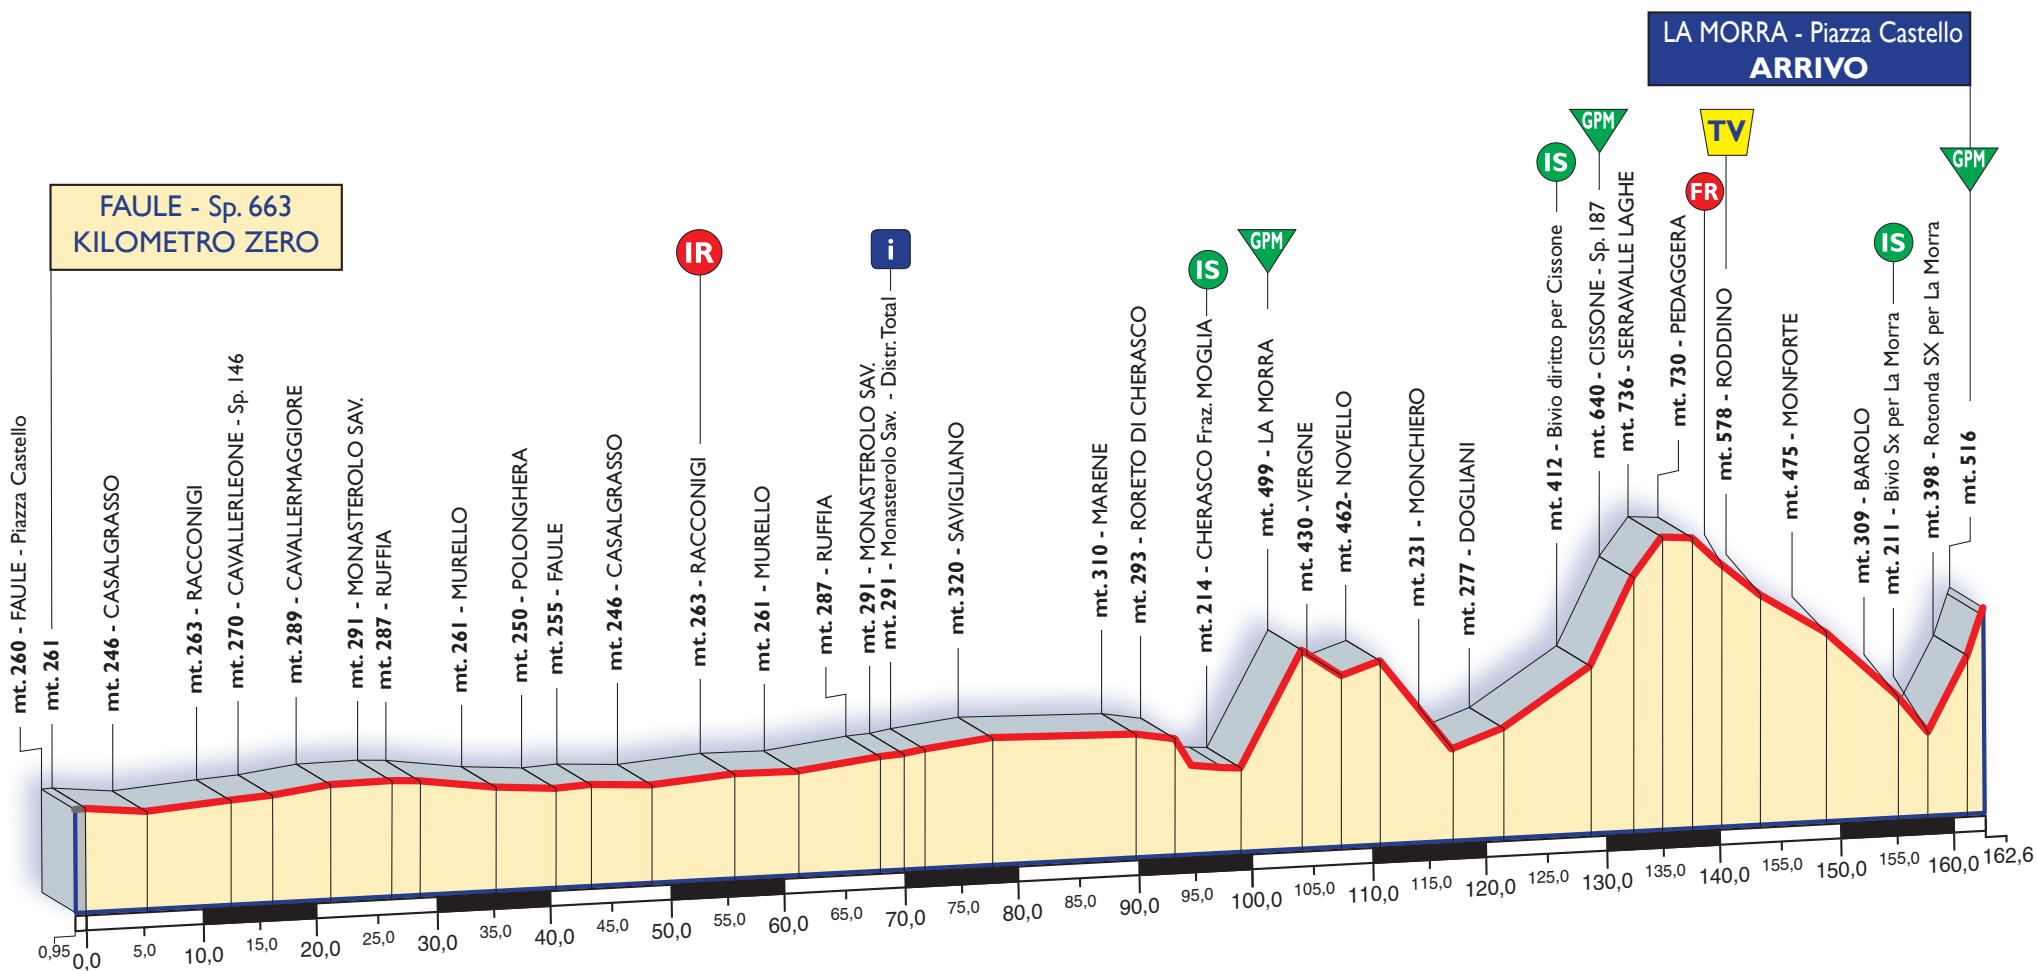 LA MORRA - Piazza Castello
ARRIVO
FAULE - Sp. 663
KILOMETRO ZERO
IR
i
IS
GPM
IS
GPM
FR
TV
IS
GPM
mt. 260 - FAULE - Piazza Castello
mt. 261
mt. 246 - CASALGRASSO
mt. 263 - RACCONIGI
mt. 270 - CAVALLERLEONE - Sp. 146
mt. 289 - CAVALLERMAGGIORE
mt. 291 - MONASTEROLO SAV.
mt. 287 - RUFFIA
mt. 261 - MURELLO
mt. 250 - POLONGHERA
mt. 255 - FAULE
mt. 246 - CASALGRASSO
mt. 263 - RACCONIGI
mt. 261 - MURELLO
mt. 287 - RUFFIA
mt. 291 - MONASTEROLO SAV.
mt. 291 - Monasterolo Sav. - Distr. Total
mt. 320 - SAVIGLIANO
mt. 310 - MARENE
mt. 293 - RORETO DI CHERASCO
mt. 214 - CHERASCO Fraz. MOGLIA
mt. 499 - LA MORRA
mt. 430 - VERGNE
mt. 462- NOVELLO
mt. 231 - MONCHIERO
mt. 277 - DOGLIANI
mt. 412 - Bivio diritto per Cissone
mt. 640 - CISSONE - Sp. 187
mt. 736 - SERRAVALLE LAGHE
mt. 730 - PEDAGGERA
mt. 578 - RODDINO
mt. 475 - MONFORTE
mt. 309 - BAROLO
mt. 211 - Bivio Sx per La Morra
mt. 398 - Rotonda SX per La Morra
mt. 516
0,95
0,0
5,0
10,0
15,0
20,0
25,0
30,0
35,0
40,0
45,0
50,0
55,0
60,0
65,0
70,0
75,0
80,0
85,0
90,0
95,0
100,0
105,0
110,0
115,0
120,0
125,0
130,0
135,0
140,0
155,0
150,0
155,0
160,0
162,6